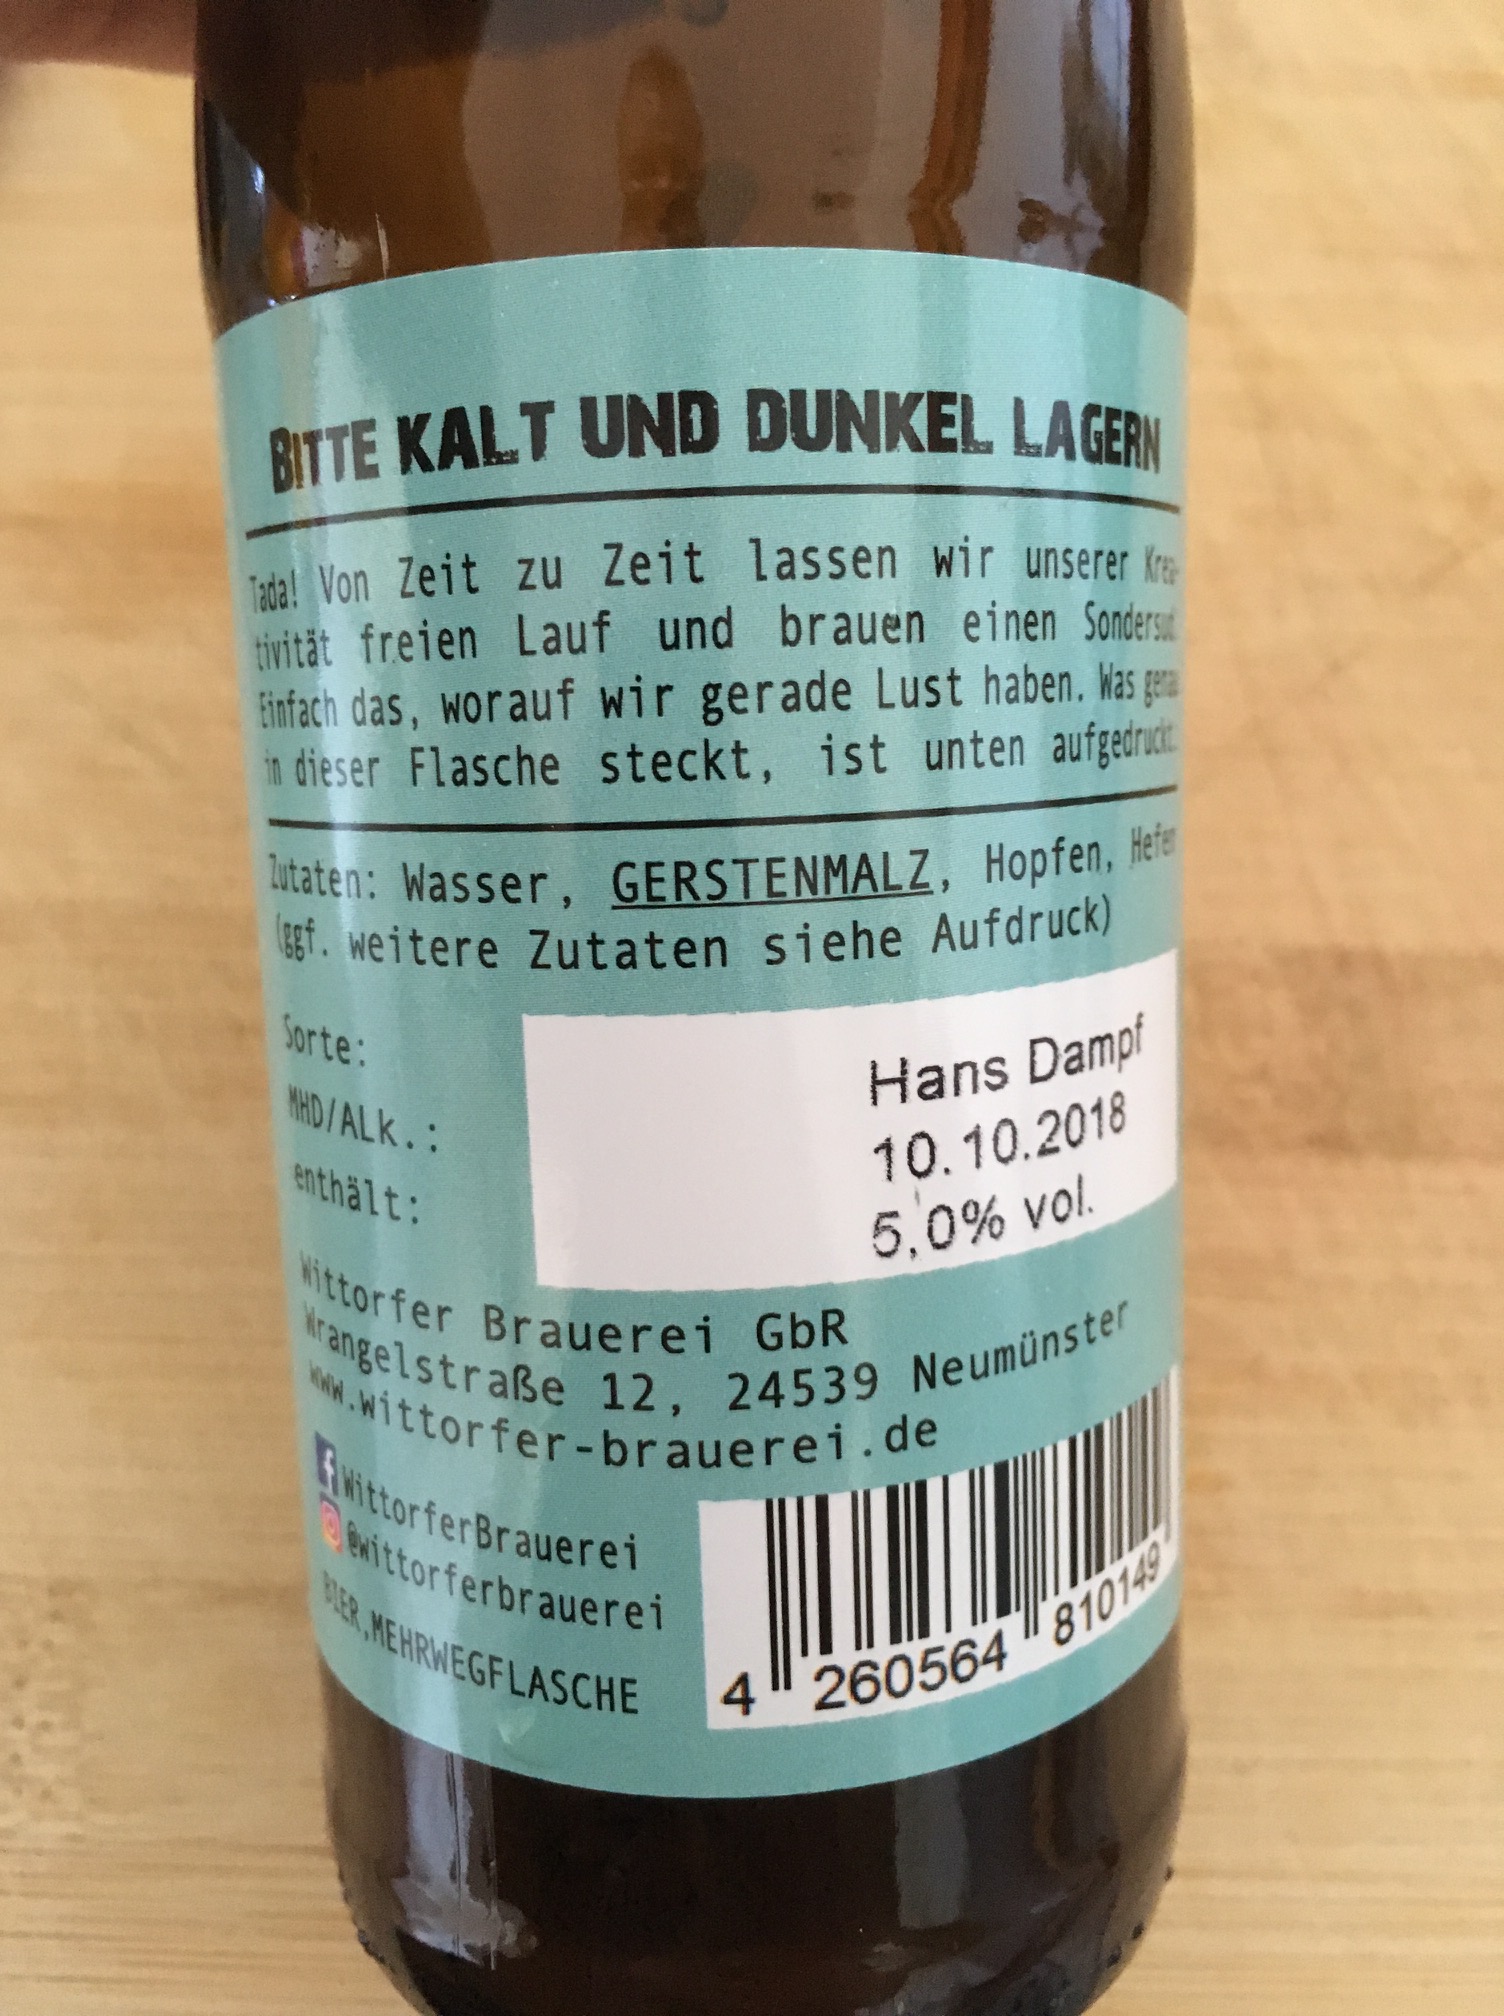 BITTE KALT UND DUNKEL LAGERN
Tada! Von Zeit zu Zeit lassen wir unserer Krea-
tivität freien Lauf und brauen einen Sondersud.
Einfach das, worauf wir gerade Lust haben. Was genau
in dieser Flasche steckt, ist unten aufgedruckt.
Zutaten: Wasser, GERSTENMALZ, Hopfen, Hefen
(ggf. weitere Zutaten siehe Aufdruck)
Sorte: Hans Dampf
MHD/ALk.: 10.10.2018
enthält: 5,0% vol.
Wittorfer Brauerei GbR
Wrangelstraße 12, 24539 Neumünster
www.wittorfer-brauerei.de
WittorferBrauerei
@wittorferbrauerei
BIER,MEHRWEGFLASCHE
4 260564 810149